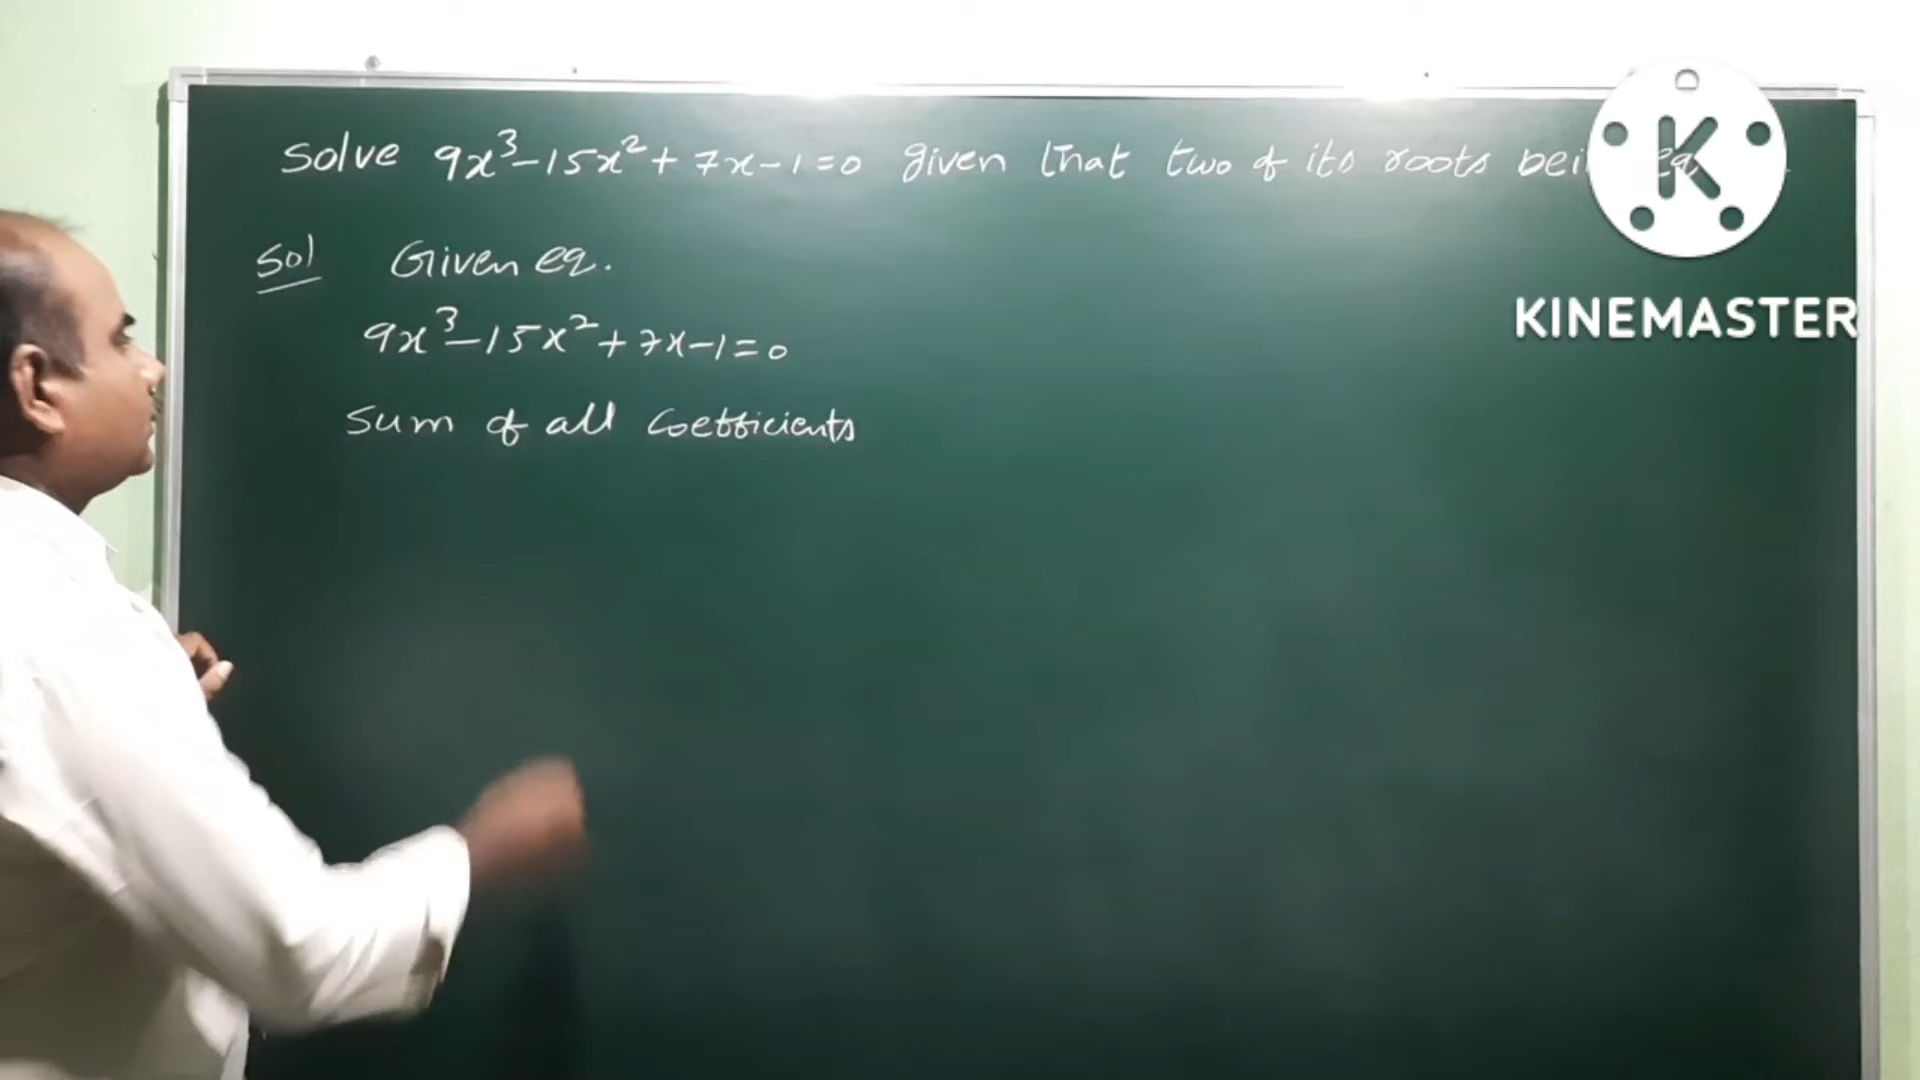 Solve 9x³-15x²+7x-1=0 given that two of its roots
K
KINEMASTER
Sol Given eq.
9x³-15x²+7x-1=0
Sum of all coefficients